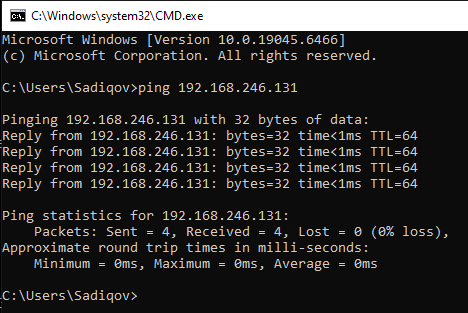 C:\Windows\system32\CMD.exe
Microsoft Windows [Version 10.0.19045.6466]
(c) Microsoft Corporation. All rights reserved.
C:\Users\Sadiqov>ping 192.168.246.131
Pinging 192.168.246.131 with 32 bytes of data:
Reply from 192.168.246.131: bytes=32 time<1ms TTL=64
Reply from 192.168.246.131: bytes=32 time<1ms TTL=64
Reply from 192.168.246.131: bytes=32 time<1ms TTL=64
Reply from 192.168.246.131: bytes=32 time<1ms TTL=64
Ping statistics for 192.168.246.131:
    Packets: Sent = 4, Received = 4, Lost = 0 (0% loss),
Approximate round trip times in milli-seconds:
    Minimum = 0ms, Maximum = 0ms, Average = 0ms
C:\Users\Sadiqov>